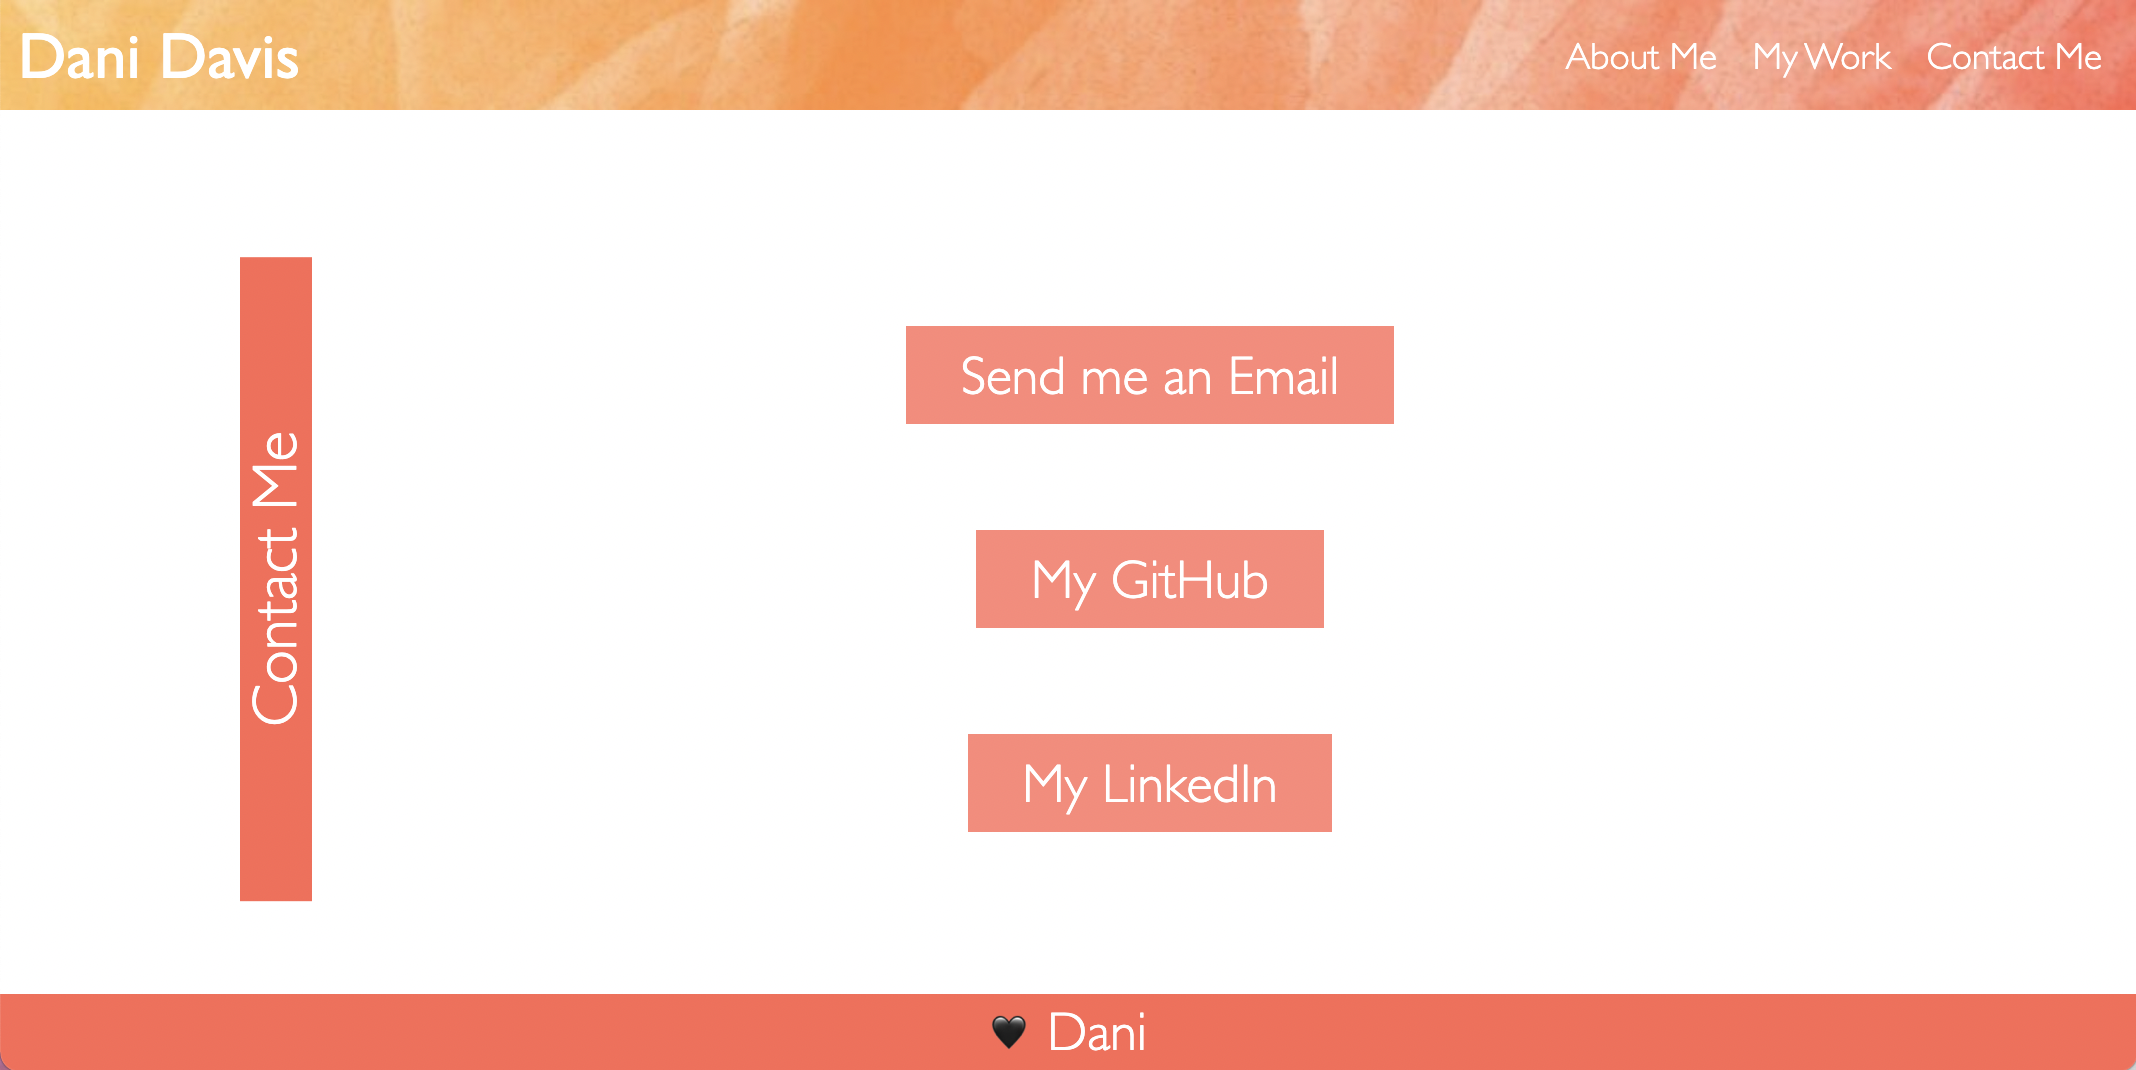 Dani Davis
About Me My Work Contact Me
Contact Me
Send me an Email
My GitHub
My LinkedIn
🖤 Dani